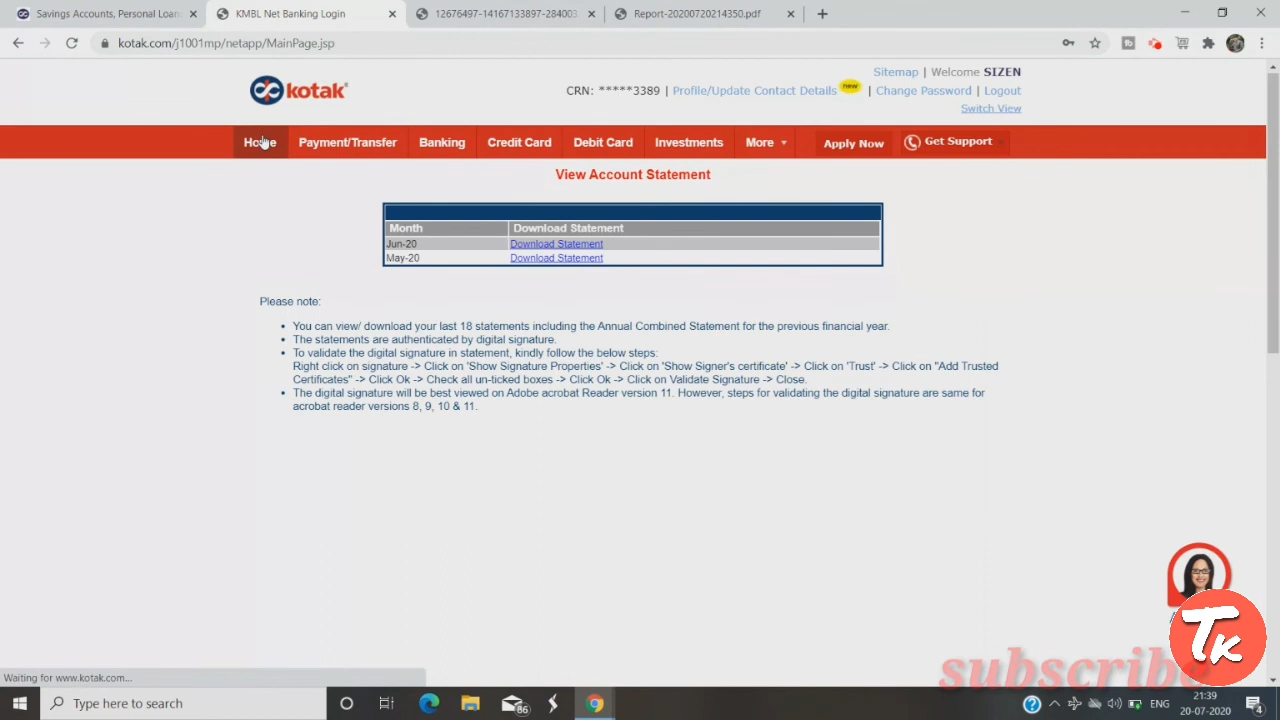 Savings Accounts, Personal Loan
KMBL Net Banking Login
12676497-14167133897-284003
Report-20200720214350.pdf
kotak.com/j1001mp/netapp/MainPage.jsp
kotak
Sitemap | Welcome SIZEN
CRN: *****3389 | Profile/Update Contact Details new | Change Password | Logout
Switch View
Home Payment/Transfer Banking Credit Card Debit Card Investments More Apply Now Get Support
View Account Statement
Month Download Statement
Jun-20 Download Statement
May-20 Download Statement
Please note:
• You can view/ download your last 18 statements including the Annual Combined Statement for the previous financial year.
• The statements are authenticated by digital signature.
• To validate the digital signature in statement, kindly follow the below steps:
Right click on signature -> Click on 'Show Signature Properties' -> Click on 'Show Signer's certificate' -> Click on 'Trust' -> Click on "Add Trusted
Certificates" -> Click Ok -> Check all un-ticked boxes -> Click Ok -> Click on Validate Signature -> Close.
• The digital signature will be best viewed on Adobe acrobat Reader version 11. However, steps for validating the digital signature are same for
acrobat reader versions 8, 9, 10 & 11.
Tk
subscribe
Waiting for www.kotak.com...
Type here to search
86
ENG
21:39
20-07-2020
4